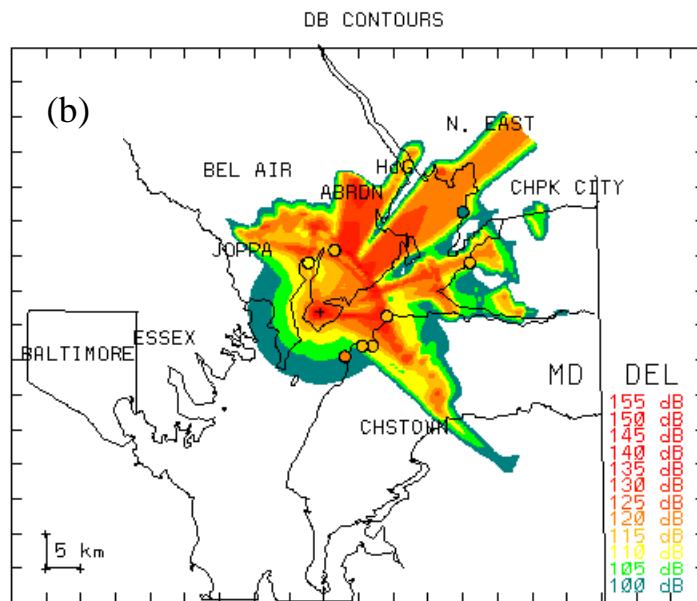 DB CONTOURS
(b)
N. EAST
BEL AIR
HdG
ABRDN
CHPK CITY
JOPPA
ESSEX
BALTIMORE
MD DEL
CHSTOWN
155 dB
150 dB
145 dB
140 dB
135 dB
130 dB
125 dB
120 dB
115 dB
110 dB
105 dB
100 dB
5 km